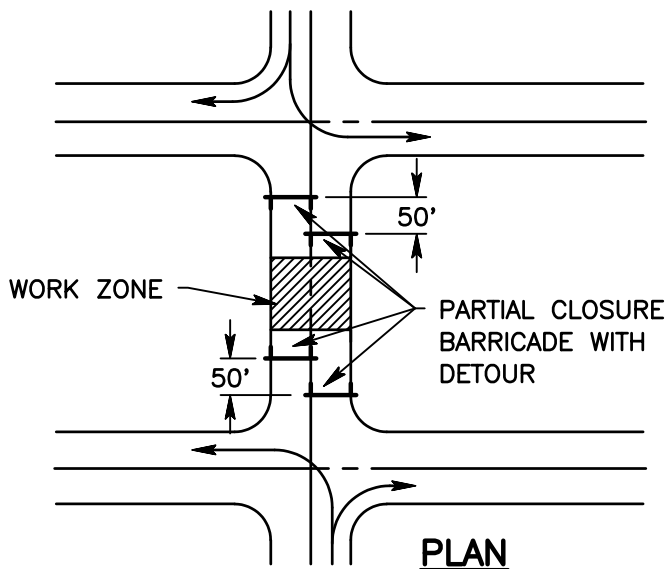 50'
WORK ZONE
PARTIAL CLOSURE
BARRICADE WITH
DETOUR
50'
PLAN